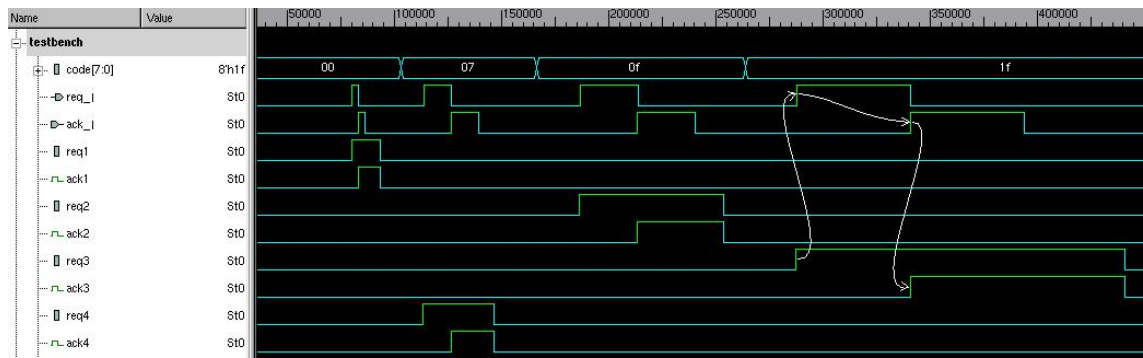 Name Value 50000 100000 150000 200000 250000 300000 350000 400000
testbench
code[7:0] 8'h1f 00 07 0f 1f
req_l St0
ack_l St0
req1 St0
ack1 St0
req2 St0
ack2 St0
req3 St0
ack3 St0
req4 St0
ack4 St0